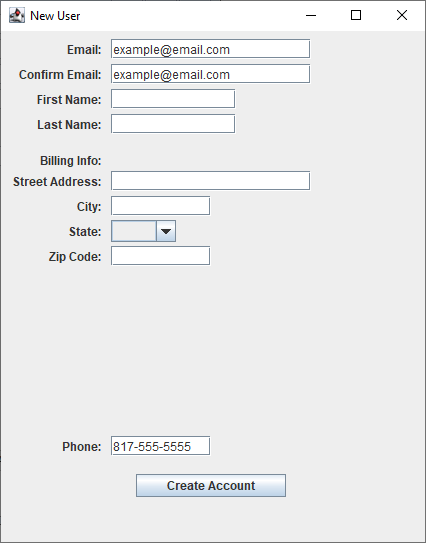 New User
Email: example@email.com
Confirm Email: example@email.com
First Name:
Last Name:
Billing Info:
Street Address:
City:
State:
Zip Code:
Phone: 817-555-5555
Create Account